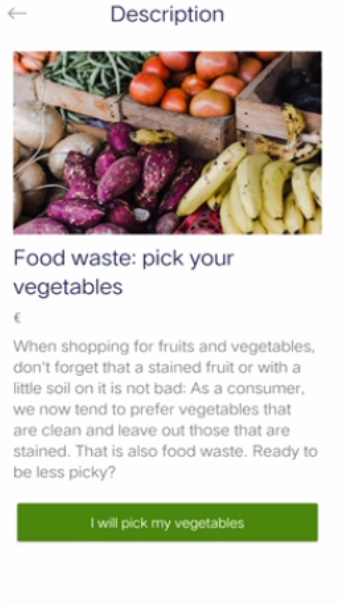 Description
Food waste: pick your
vegetables
€
When shopping for fruits and vegetables,
don't forget that a stained fruit or with a
little soil on it is not bad: As a consumer,
we now tend to prefer vegetables that
are clean and leave out those that are
stained. That is also food waste. Ready to
be less picky?
I will pick my vegetables